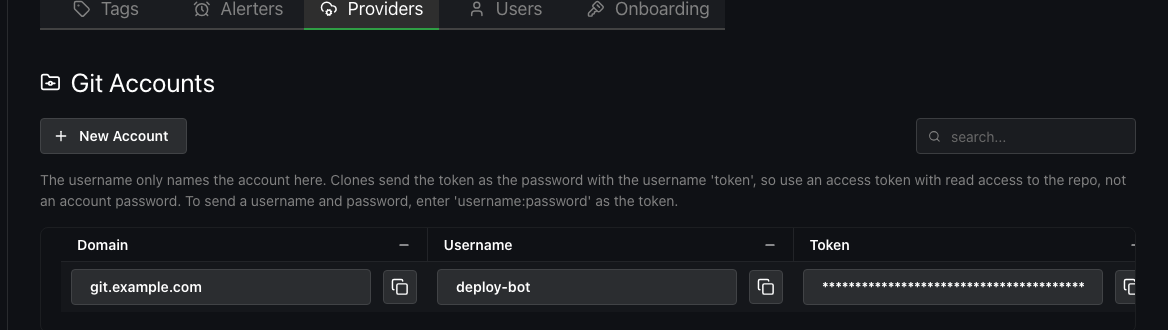 Tags Alerters Providers Users Onboarding
Git Accounts
New Account
search...
The username only names the account here. Clones send the token as the password with the username 'token', so use an access token with read access to the repo, not
an account password. To send a username and password, enter 'username:password' as the token.
Domain Username Token
git.example.com deploy-bot ****************************************